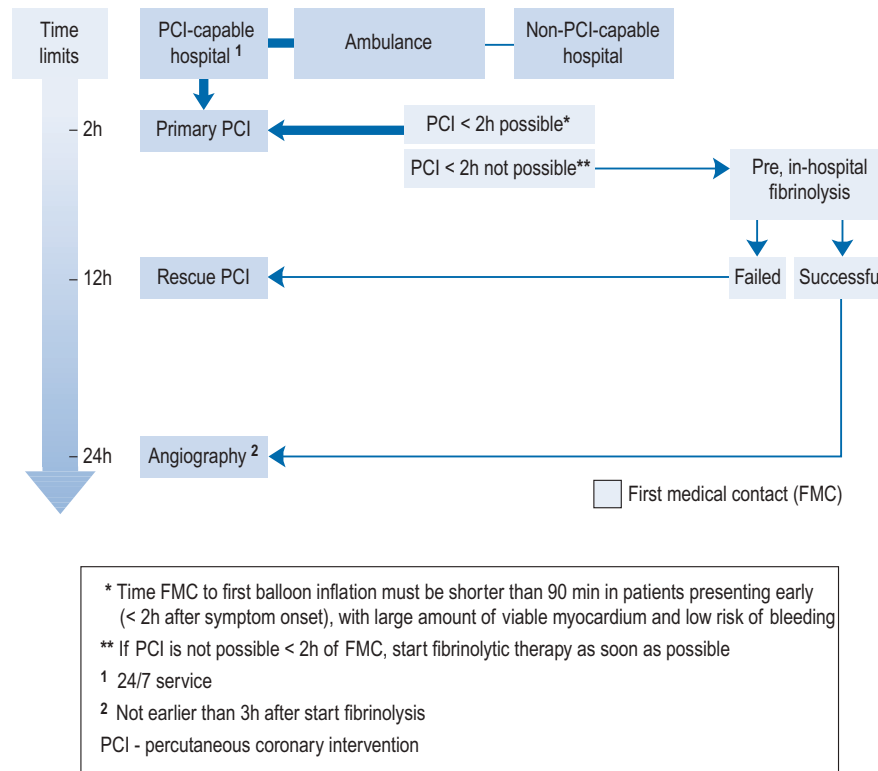 Time
limits
PCI-capable
hospital 1
Ambulance
Non-PCI-capable
hospital
– 2h
Primary PCI
PCI < 2h possible*
PCI < 2h not possible**
Pre, in-hospital
fibrinolysis
– 12h
Rescue PCI
Failed
Successfu
– 24h
Angiography 2
First medical contact (FMC)
* Time FMC to first balloon inflation must be shorter than 90 min in patients presenting early
(< 2h after symptom onset), with large amount of viable myocardium and low risk of bleeding
** If PCI is not possible < 2h of FMC, start fibrinolytic therapy as soon as possible
1 24/7 service
2 Not earlier than 3h after start fibrinolysis
PCI - percutaneous coronary intervention